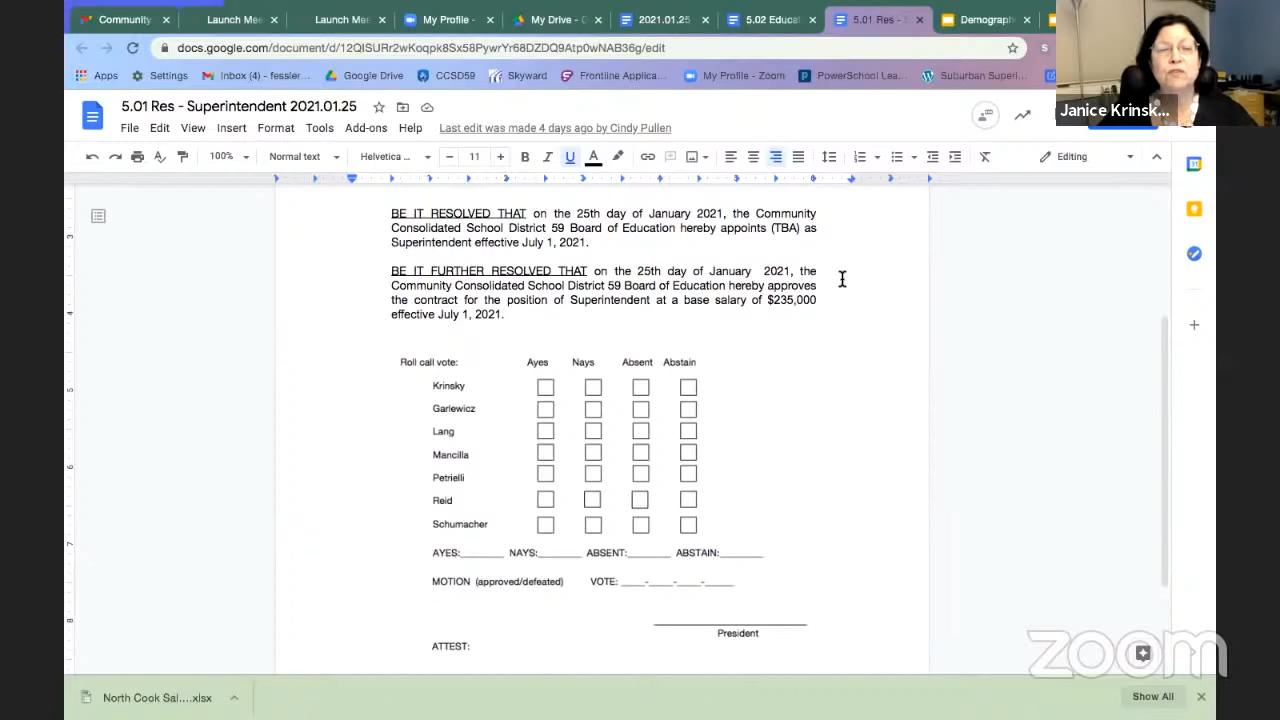 Community
Launch Mee
Launch Mee
My Profile -
My Drive - G
2021.01.25
5.02 Educat
5.01 Res - S
Demograph
docs.google.com/document/d/12QISURr2wKoqpk8Sx58PywrYr68DZDQ9Atp0wNAB36g/edit
Apps Settings Inbox (4) - fessler... Google Drive CCSD59 Skyward Frontline Applica... My Profile - Zoom PowerSchool Lea... Suburban Superi...
Janice Krinsk...
5.01 Res - Superintendent 2021.01.25
File Edit View Insert Format Tools Add-ons Help Last edit was made 4 days ago by Cindy Pullen
100% Normal text Helvetica ... 11 B I U A Editing
BE IT RESOLVED THAT on the 25th day of January 2021, the Community
Consolidated School District 59 Board of Education hereby appoints (TBA) as
Superintendent effective July 1, 2021.
BE IT FURTHER RESOLVED THAT on the 25th day of January 2021, the
Community Consolidated School District 59 Board of Education hereby approves
the contract for the position of Superintendent at a base salary of $235,000
effective July 1, 2021.
Roll call vote: Ayes Nays Absent Abstain
Krinsky
Garlewicz
Lang
Mancilla
Petrielli
Reid
Schumacher
AYES:________ NAYS:________ ABSENT:________ ABSTAIN:________
MOTION (approved/defeated) VOTE: ____-____-____-_____
President
ATTEST:
zoom
North Cook Sal....xlsx
Show All